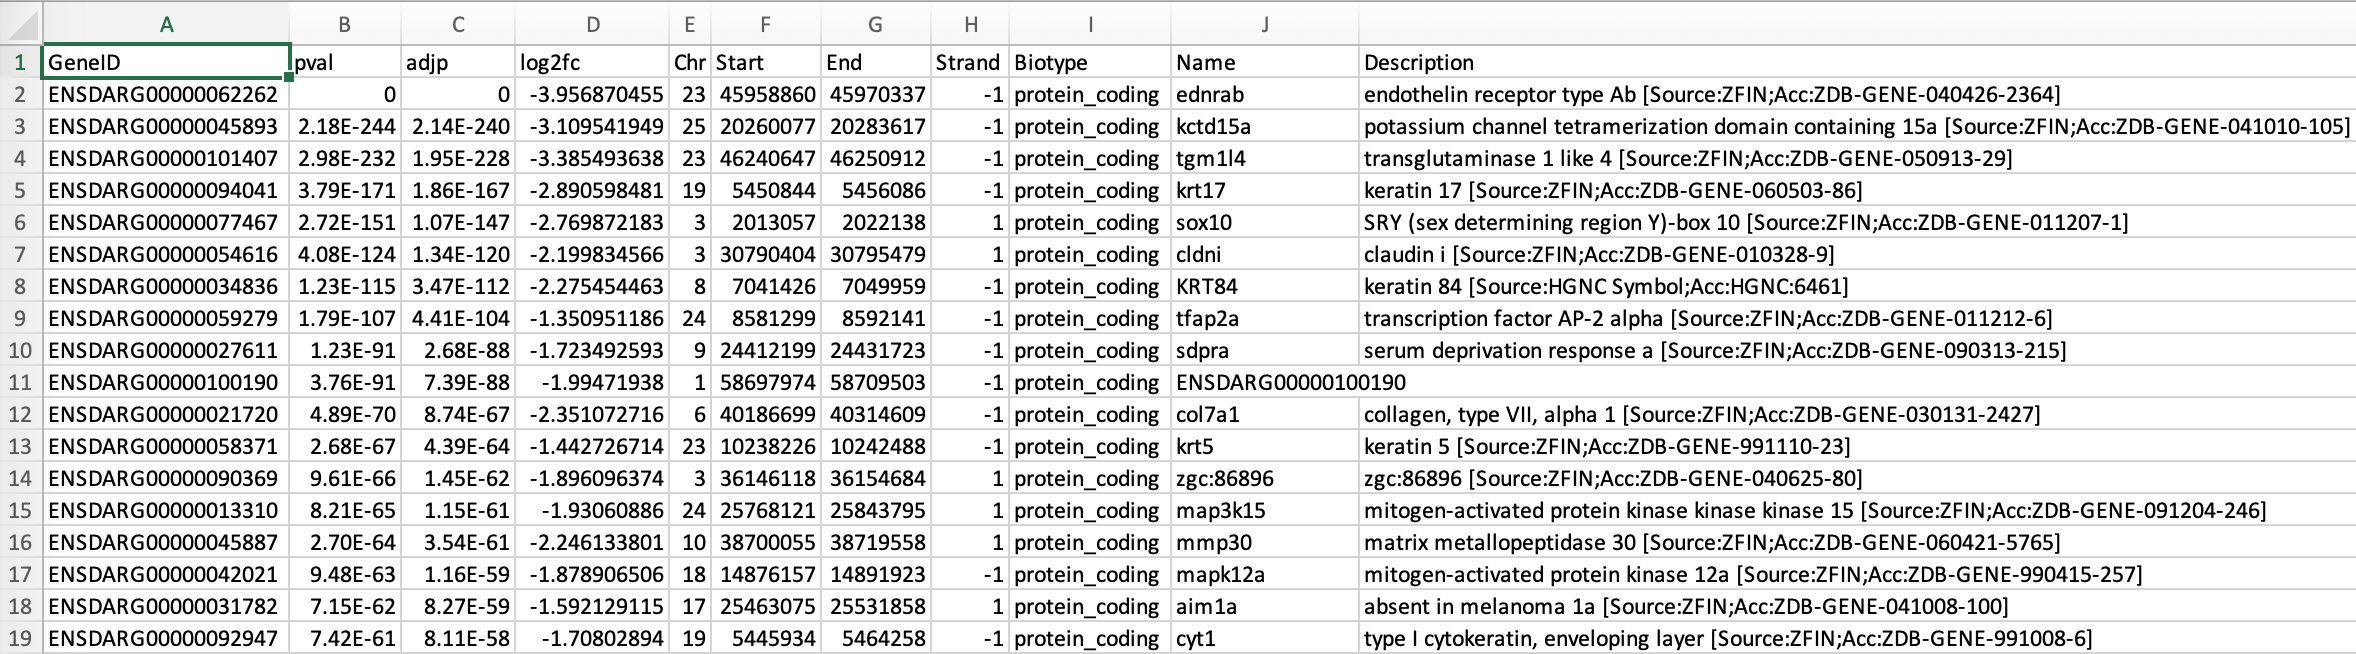 A B C D E F G H I J
1 GeneID pval adjp log2fc Chr Start End Strand Biotype Name Description
2 ENSDARG00000062262 0 0 -3.956870455 23 45958860 45970337 -1 protein_coding ednrab endothelin receptor type Ab [Source:ZFIN;Acc:ZDB-GENE-040426-2364]
3 ENSDARG00000045893 2.18E-244 2.14E-240 -3.109541949 25 20260077 20283617 -1 protein_coding kctd15a potassium channel tetramerization domain containing 15a [Source:ZFIN;Acc:ZDB-GENE-041010-105]
4 ENSDARG00000101407 2.98E-232 1.95E-228 -3.385493638 23 46240647 46250912 -1 protein_coding tgm1l4 transglutaminase 1 like 4 [Source:ZFIN;Acc:ZDB-GENE-050913-29]
5 ENSDARG00000094041 3.79E-171 1.86E-167 -2.890598481 19 5450844 5456086 -1 protein_coding krt17 keratin 17 [Source:ZFIN;Acc:ZDB-GENE-060503-86]
6 ENSDARG00000077467 2.72E-151 1.07E-147 -2.769872183 3 2013057 2022138 1 protein_coding sox10 SRY (sex determining region Y)-box 10 [Source:ZFIN;Acc:ZDB-GENE-011207-1]
7 ENSDARG00000054616 4.08E-124 1.34E-120 -2.199834566 3 30790404 30795479 1 protein_coding cldni claudin i [Source:ZFIN;Acc:ZDB-GENE-010328-9]
8 ENSDARG00000034836 1.23E-115 3.47E-112 -2.275454463 8 7041426 7049959 -1 protein_coding KRT84 keratin 84 [Source:HGNC Symbol;Acc:HGNC:6461]
9 ENSDARG00000059279 1.79E-107 4.41E-104 -1.350951186 24 8581299 8592141 -1 protein_coding tfap2a transcription factor AP-2 alpha [Source:ZFIN;Acc:ZDB-GENE-011212-6]
10 ENSDARG00000027611 1.23E-91 2.68E-88 -1.723492593 9 24412199 24431723 -1 protein_coding sdpra serum deprivation response a [Source:ZFIN;Acc:ZDB-GENE-090313-215]
11 ENSDARG00000100190 3.76E-91 7.39E-88 -1.99471938 1 58697974 58709503 -1 protein_coding ENSDARG00000100190
12 ENSDARG00000021720 4.89E-70 8.74E-67 -2.351072716 6 40186699 40314609 -1 protein_coding col7a1 collagen, type VII, alpha 1 [Source:ZFIN;Acc:ZDB-GENE-030131-2427]
13 ENSDARG00000058371 2.68E-67 4.39E-64 -1.442726714 23 10238226 10242488 -1 protein_coding krt5 keratin 5 [Source:ZFIN;Acc:ZDB-GENE-991110-23]
14 ENSDARG00000090369 9.61E-66 1.45E-62 -1.896096374 3 36146118 36154684 1 protein_coding zgc:86896 zgc:86896 [Source:ZFIN;Acc:ZDB-GENE-040625-80]
15 ENSDARG00000013310 8.21E-65 1.15E-61 -1.93060886 24 25768121 25843795 1 protein_coding map3k15 mitogen-activated protein kinase kinase kinase 15 [Source:ZFIN;Acc:ZDB-GENE-091204-246]
16 ENSDARG00000045887 2.70E-64 3.54E-61 -2.246133801 10 38700055 38719558 1 protein_coding mmp30 matrix metallopeptidase 30 [Source:ZFIN;Acc:ZDB-GENE-060421-5765]
17 ENSDARG00000042021 9.48E-63 1.16E-59 -1.878906506 18 14876157 14891923 -1 protein_coding mapk12a mitogen-activated protein kinase 12a [Source:ZFIN;Acc:ZDB-GENE-990415-257]
18 ENSDARG00000031782 7.15E-62 8.27E-59 -1.592129115 17 25463075 25531858 1 protein_coding aim1a absent in melanoma 1a [Source:ZFIN;Acc:ZDB-GENE-041008-100]
19 ENSDARG00000092947 7.42E-61 8.11E-58 -1.70802894 19 5445934 5464258 -1 protein_coding cyt1 type I cytokeratin, enveloping layer [Source:ZFIN;Acc:ZDB-GENE-991008-6]